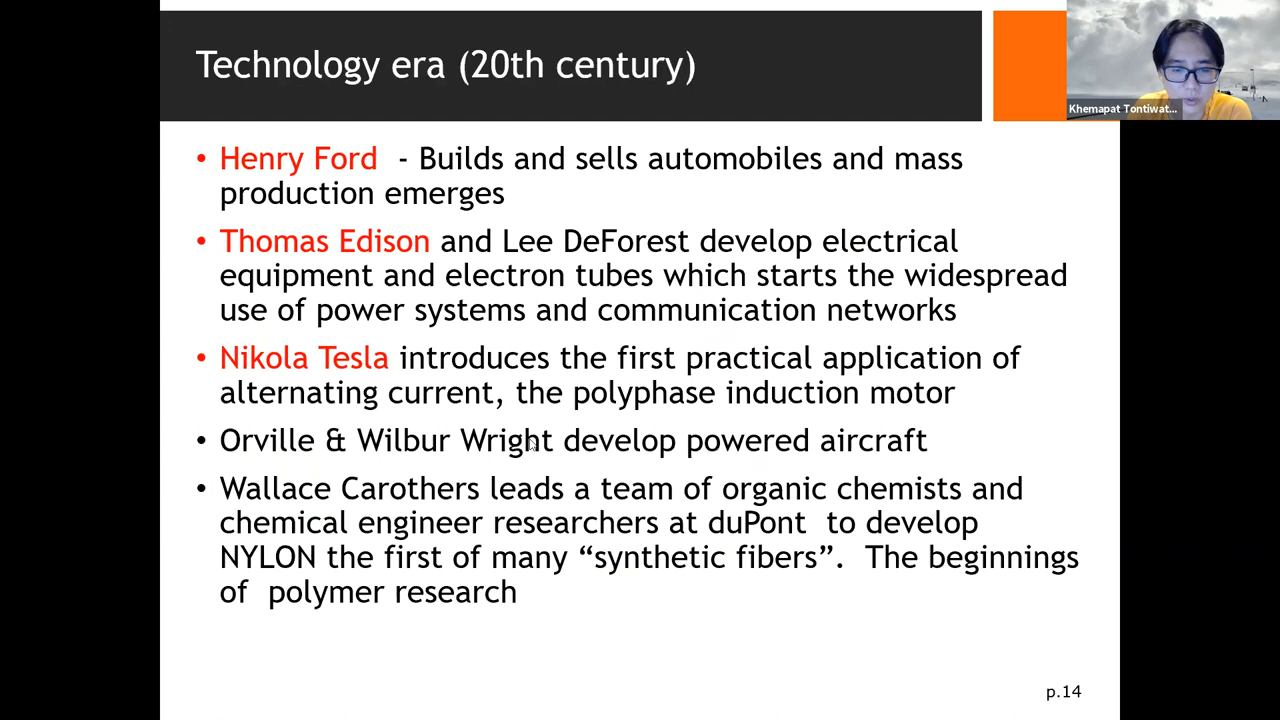 Technology era (20th century)
Khemapat Tontiwat...
• Henry Ford - Builds and sells automobiles and mass
production emerges
• Thomas Edison and Lee DeForest develop electrical
equipment and electron tubes which starts the widespread
use of power systems and communication networks
• Nikola Tesla introduces the first practical application of
alternating current, the polyphase induction motor
• Orville & Wilbur Wright develop powered aircraft
• Wallace Carothers leads a team of organic chemists and
chemical engineer researchers at duPont to develop
NYLON the first of many “synthetic fibers”. The beginnings
of polymer research
p.14